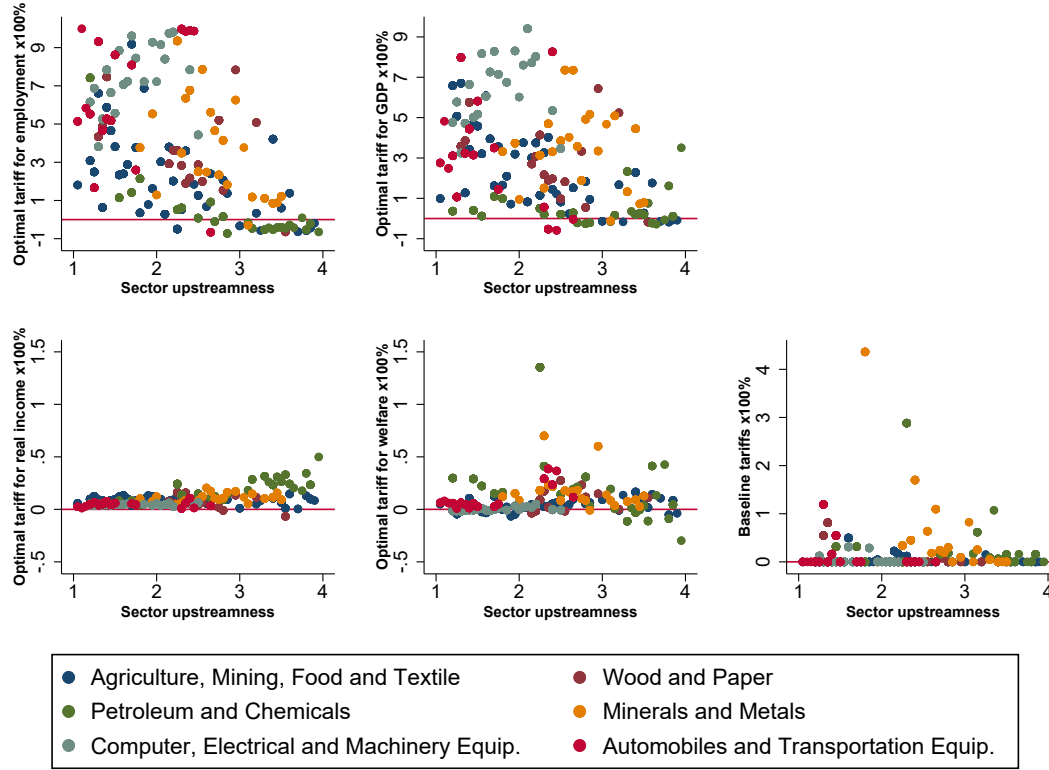 Optimal tariff for employment x100%
9
7
5
3
1
-1
1
2
3
4
Sector upstreamness
Optimal tariff for GDP x100%
9
7
5
3
1
-1
1
2
3
4
Sector upstreamness
Optimal tariff for real income x100%
1.5
1
.5
0
-.5
1
2
3
4
Sector upstreamness
Optimal tariff for welfare x100%
1.5
1
.5
0
-.5
1
2
3
4
Sector upstreamness
Baseline tariffs x100%
4
3
2
1
0
1
2
3
4
Sector upstreamness
Agriculture, Mining, Food and Textile
Wood and Paper
Petroleum and Chemicals
Minerals and Metals
Computer, Electrical and Machinery Equip.
Automobiles and Transportation Equip.